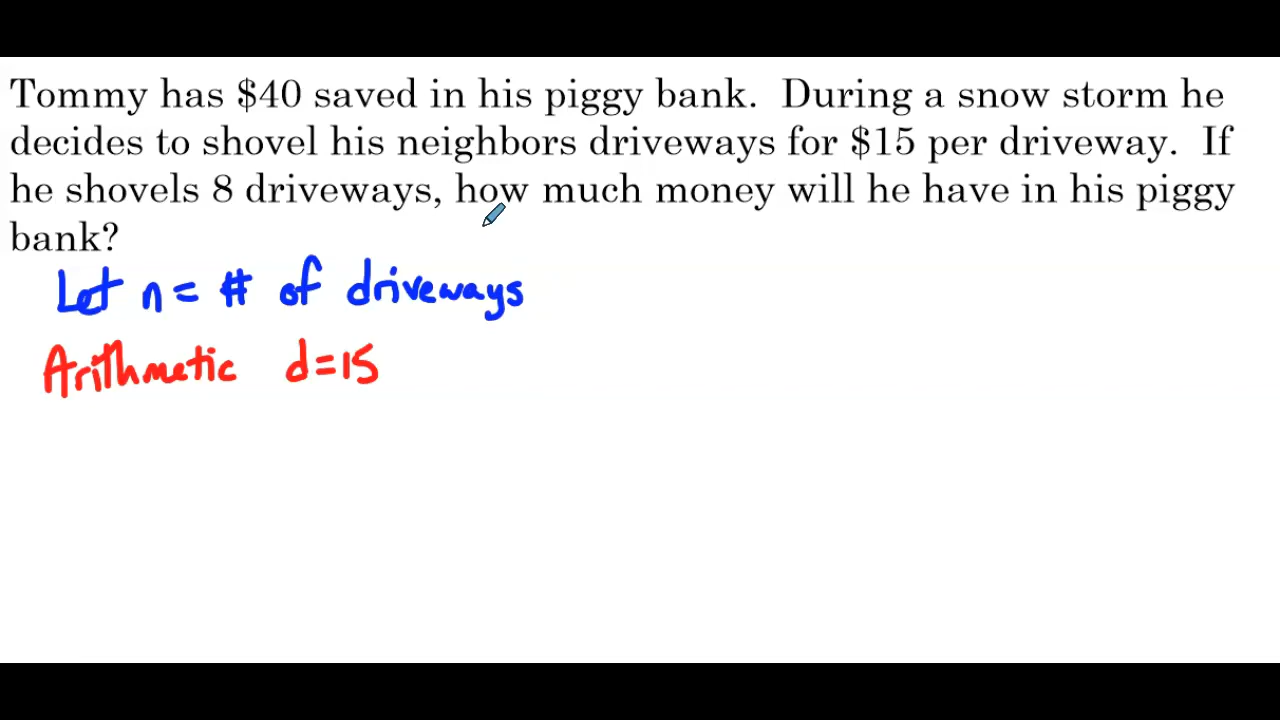 Tommy has $40 saved in his piggy bank. During a snow storm he
decides to shovel his neighbors driveways for $15 per driveway. If
he shovels 8 driveways, how much money will he have in his piggy
bank?
Let n = # of driveways
Arithmetic d=15